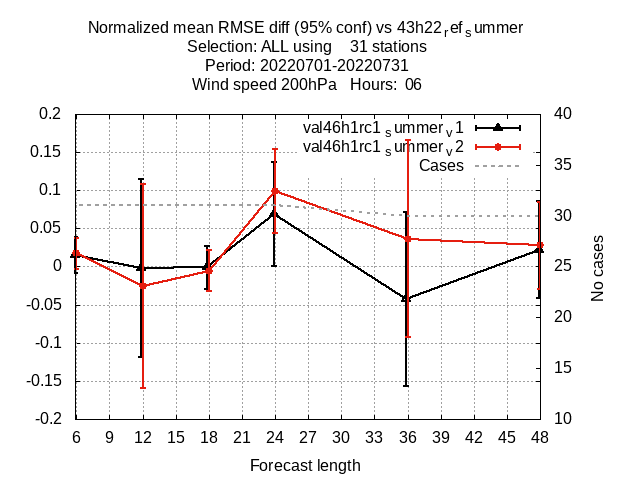 Normalized mean RMSE diff (95% conf) vs 43h22refsummer
Selection: ALL using 31 stations
Period: 20220701-20220731
Wind speed 200hPa Hours: 06
0.2
0.15
0.1
0.05
0
-0.05
-0.1
-0.15
-0.2
val46h1rc1summerv1
val46h1rc1summerv2
Cases
40
35
30
25
20
15
10
No cases
6 9 12 15 18 21 24 27 30 33 36 39 42 45 48
Forecast length